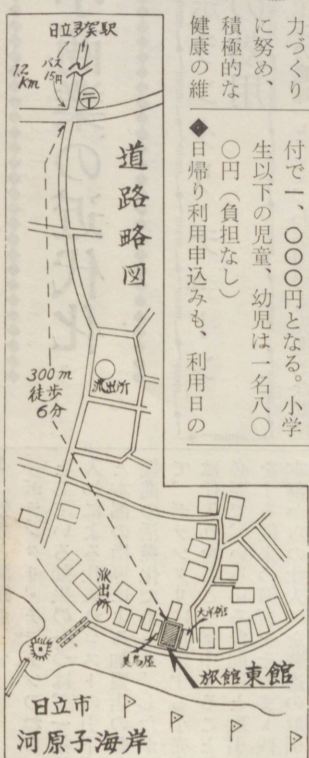 付で一、〇〇〇円となる。小学
生以下の児童、幼児は一名八〇
〇円（負担なし）
◆日帰り利用申込みも、利用日の
力づくり
に努め、
積極的な
健康の維
日立多賀駅
バス
15円
1.2
km
〒
道路略図
300m
徒歩
6分
派出所
派出所
大洋荘
旅館東館
日立市
河原子海岸